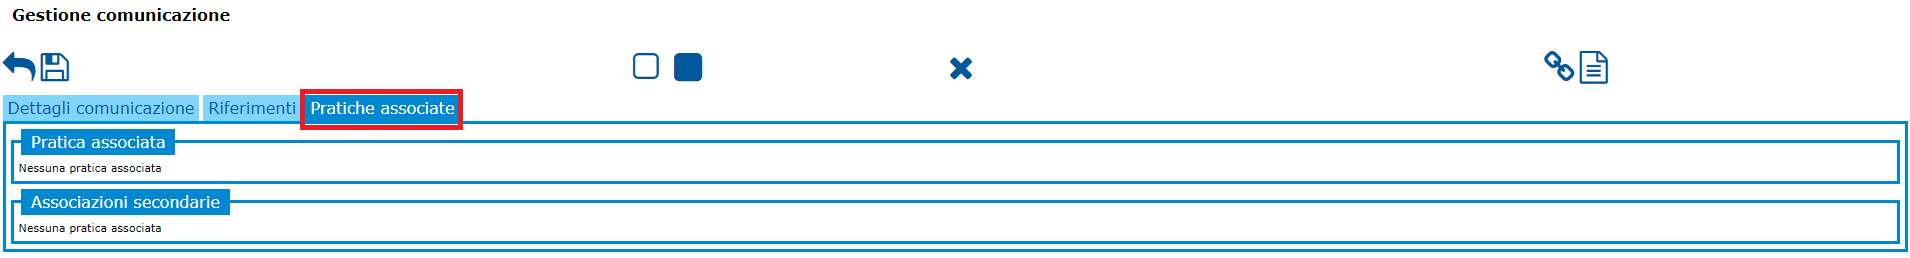 Gestione comunicazione
Dettagli comunicazione Riferimenti Pratiche associate
Pratica associata
Nessuna pratica associata
Associazioni secondarie
Nessuna pratica associata